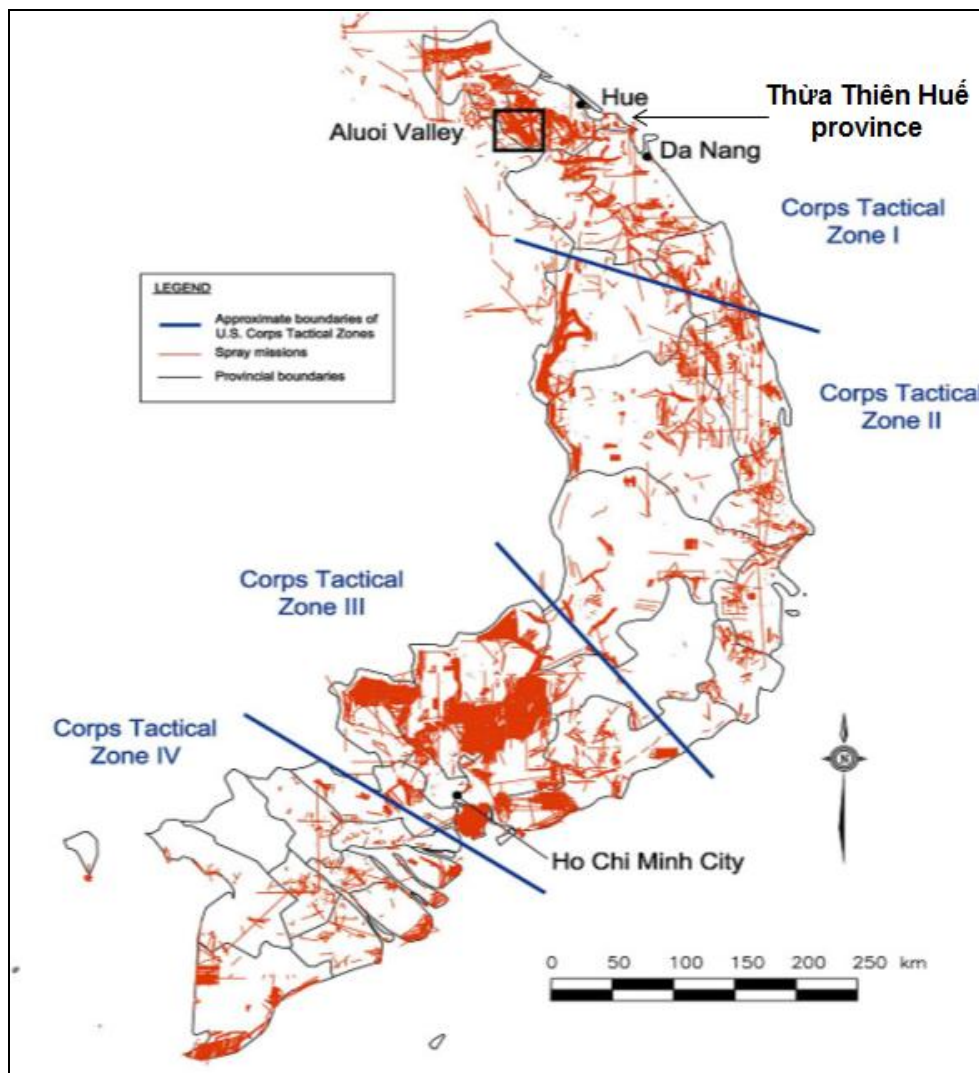 Hue
Thừa Thiên Huế
province
Aluoi Valley
Da Nang
Corps Tactical
Zone I
LEGEND
Approximate boundaries of
U.S. Corps Tactical Zones
Spray missions
Provincial boundaries
Corps Tactical
Zone II
Corps Tactical
Zone III
Corps Tactical
Zone IV
N
Ho Chi Minh City
0 50 100 150 200 250 km